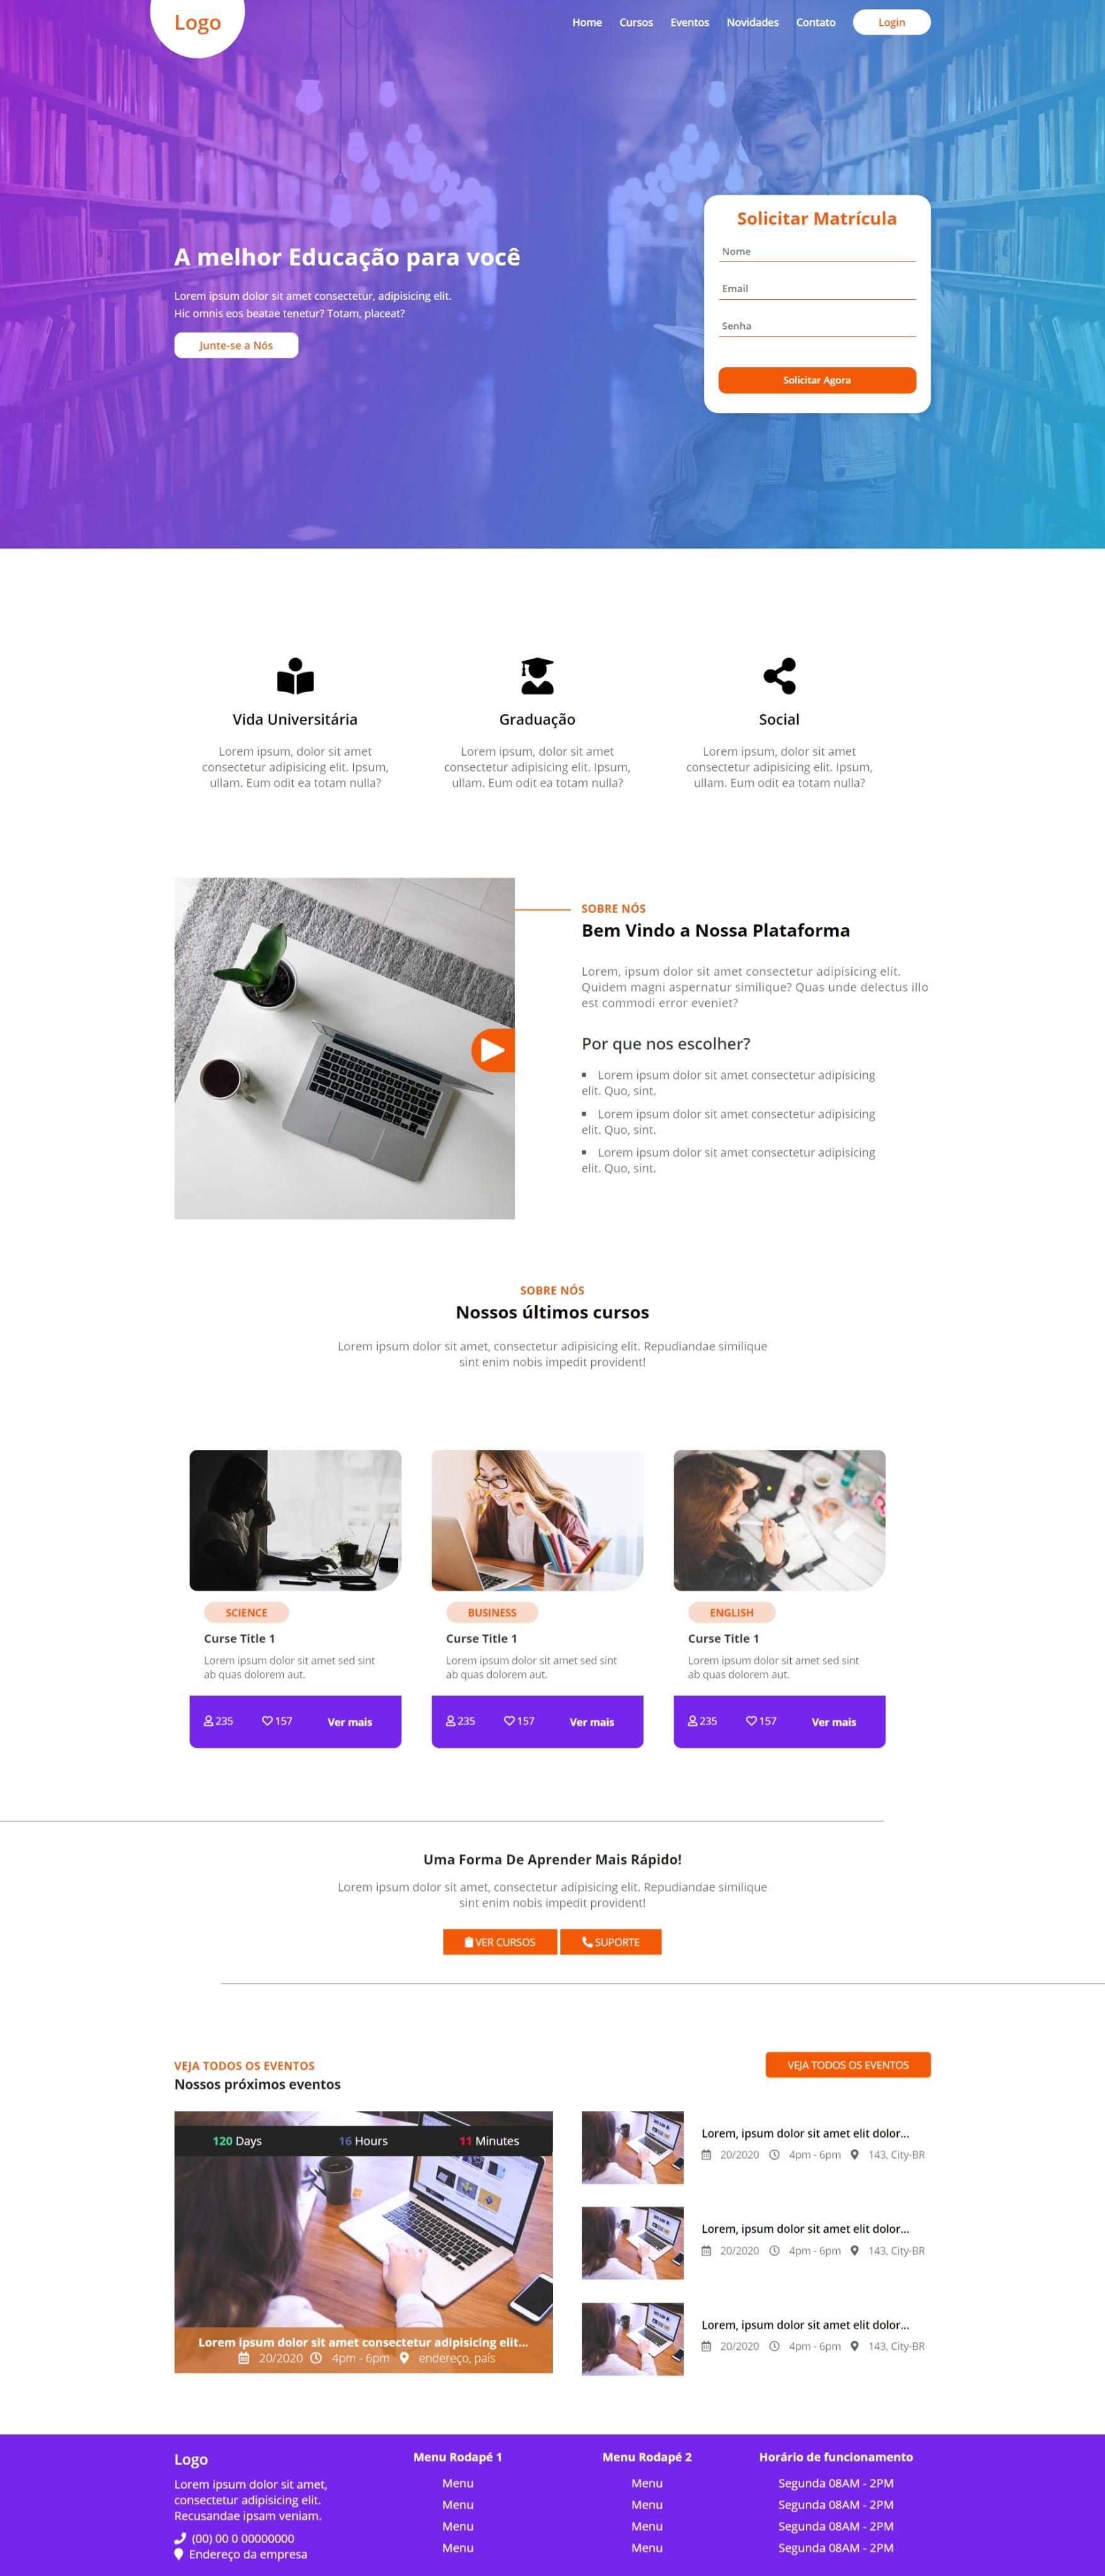 Logo
Home Cursos Eventos Novidades Contato Login
A melhor Educação para você
Lorem ipsum dolor sit amet consectetur, adipisicing elit.
Hic omnis eos beatae tenetur? Totam, placeat?
Junte-se a Nós
Solicitar Matrícula
Nome
Email
Senha
Solicitar Agora
Vida Universitária
Lorem ipsum, dolor sit amet
consectetur adipisicing elit. Ipsum,
ullam. Eum odit ea totam nulla?
Graduação
Lorem ipsum, dolor sit amet
consectetur adipisicing elit. Ipsum,
ullam. Eum odit ea totam nulla?
Social
Lorem ipsum, dolor sit amet
consectetur adipisicing elit. Ipsum,
ullam. Eum odit ea totam nulla?
SOBRE NÓS
Bem Vindo a Nossa Plataforma
Lorem, ipsum dolor sit amet consectetur adipisicing elit.
Quidem magni aspernatur similique? Quas unde delectus illo
est commodi error eveniet?
Por que nos escolher?
Lorem ipsum dolor sit amet consectetur adipisicing
elit. Quo, sint.
Lorem ipsum dolor sit amet consectetur adipisicing
elit. Quo, sint.
Lorem ipsum dolor sit amet consectetur adipisicing
elit. Quo, sint.
SOBRE NÓS
Nossos últimos cursos
Lorem ipsum dolor sit amet, consectetur adipisicing elit. Repudiandae similique
sint enim nobis impedit provident!
SCIENCE
Curse Title 1
Lorem ipsum dolor sit amet sed sint
ab quas dolorem aut.
235 157 Ver mais
BUSINESS
Curse Title 1
Lorem ipsum dolor sit amet sed sint
ab quas dolorem aut.
235 157 Ver mais
ENGLISH
Curse Title 1
Lorem ipsum dolor sit amet sed sint
ab quas dolorem aut.
235 157 Ver mais
Uma Forma De Aprender Mais Rápido!
Lorem ipsum dolor sit amet, consectetur adipisicing elit. Repudiandae similique
sint enim nobis impedit provident!
VER CURSOS SUPORTE
VEJA TODOS OS EVENTOS
Nossos próximos eventos
VEJA TODOS OS EVENTOS
120 Days 16 Hours 11 Minutes
Lorem ipsum dolor sit amet consectetur adipisicing elit...
20/2020 4pm - 6pm endereço, país
Lorem, ipsum dolor sit amet elit dolor...
20/2020 4pm - 6pm 143, City-BR
Lorem, ipsum dolor sit amet elit dolor...
20/2020 4pm - 6pm 143, City-BR
Lorem, ipsum dolor sit amet elit dolor...
20/2020 4pm - 6pm 143, City-BR
Logo
Lorem ipsum dolor sit amet,
consectetur adipisicing elit.
Recusandae ipsam veniam.
(00) 00 0 00000000
Endereço da empresa
Menu Rodapé 1
Menu
Menu
Menu
Menu
Menu Rodapé 2
Menu
Menu
Menu
Menu
Horário de funcionamento
Segunda 08AM - 2PM
Segunda 08AM - 2PM
Segunda 08AM - 2PM
Segunda 08AM - 2PM